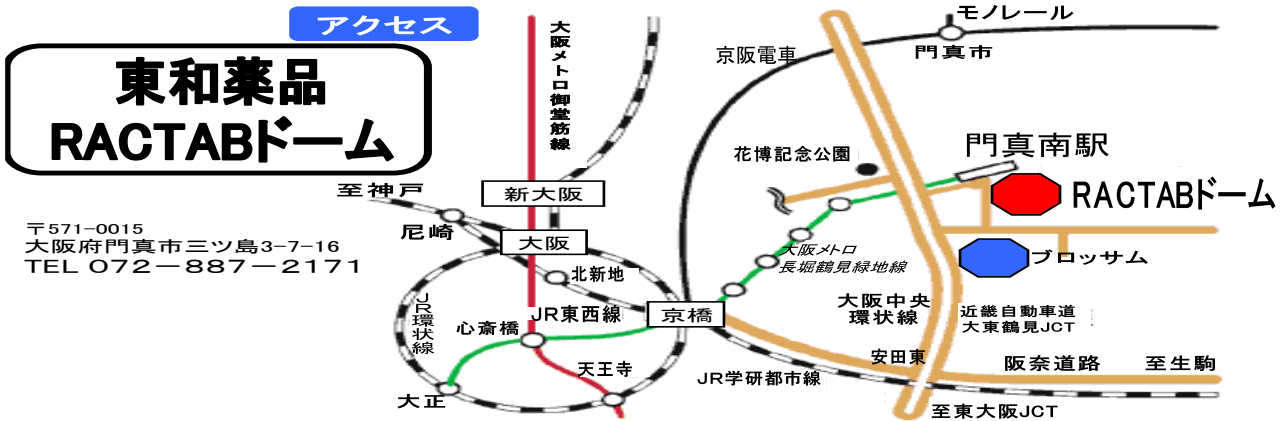 アクセス
東和薬品
RACTABドーム
〒571-0015
大阪府門真市三ツ島3-7-16
TEL 072－887－2171
大阪メトロ御堂筋線
モノレール
京阪電車
門真市
花博記念公園
門真南駅
RACTABドーム
至神戸
新大阪
尼崎
大阪
北新地
大阪メトロ
長堀鶴見緑地線
ブロッサム
JR環状線
心斎橋
JR東西線
京橋
大阪中央
環状線
近畿自動車道
大東鶴見JCT
天王寺
大正
JR学研都市線
安田東
阪奈道路
至生駒
至東大阪JCT